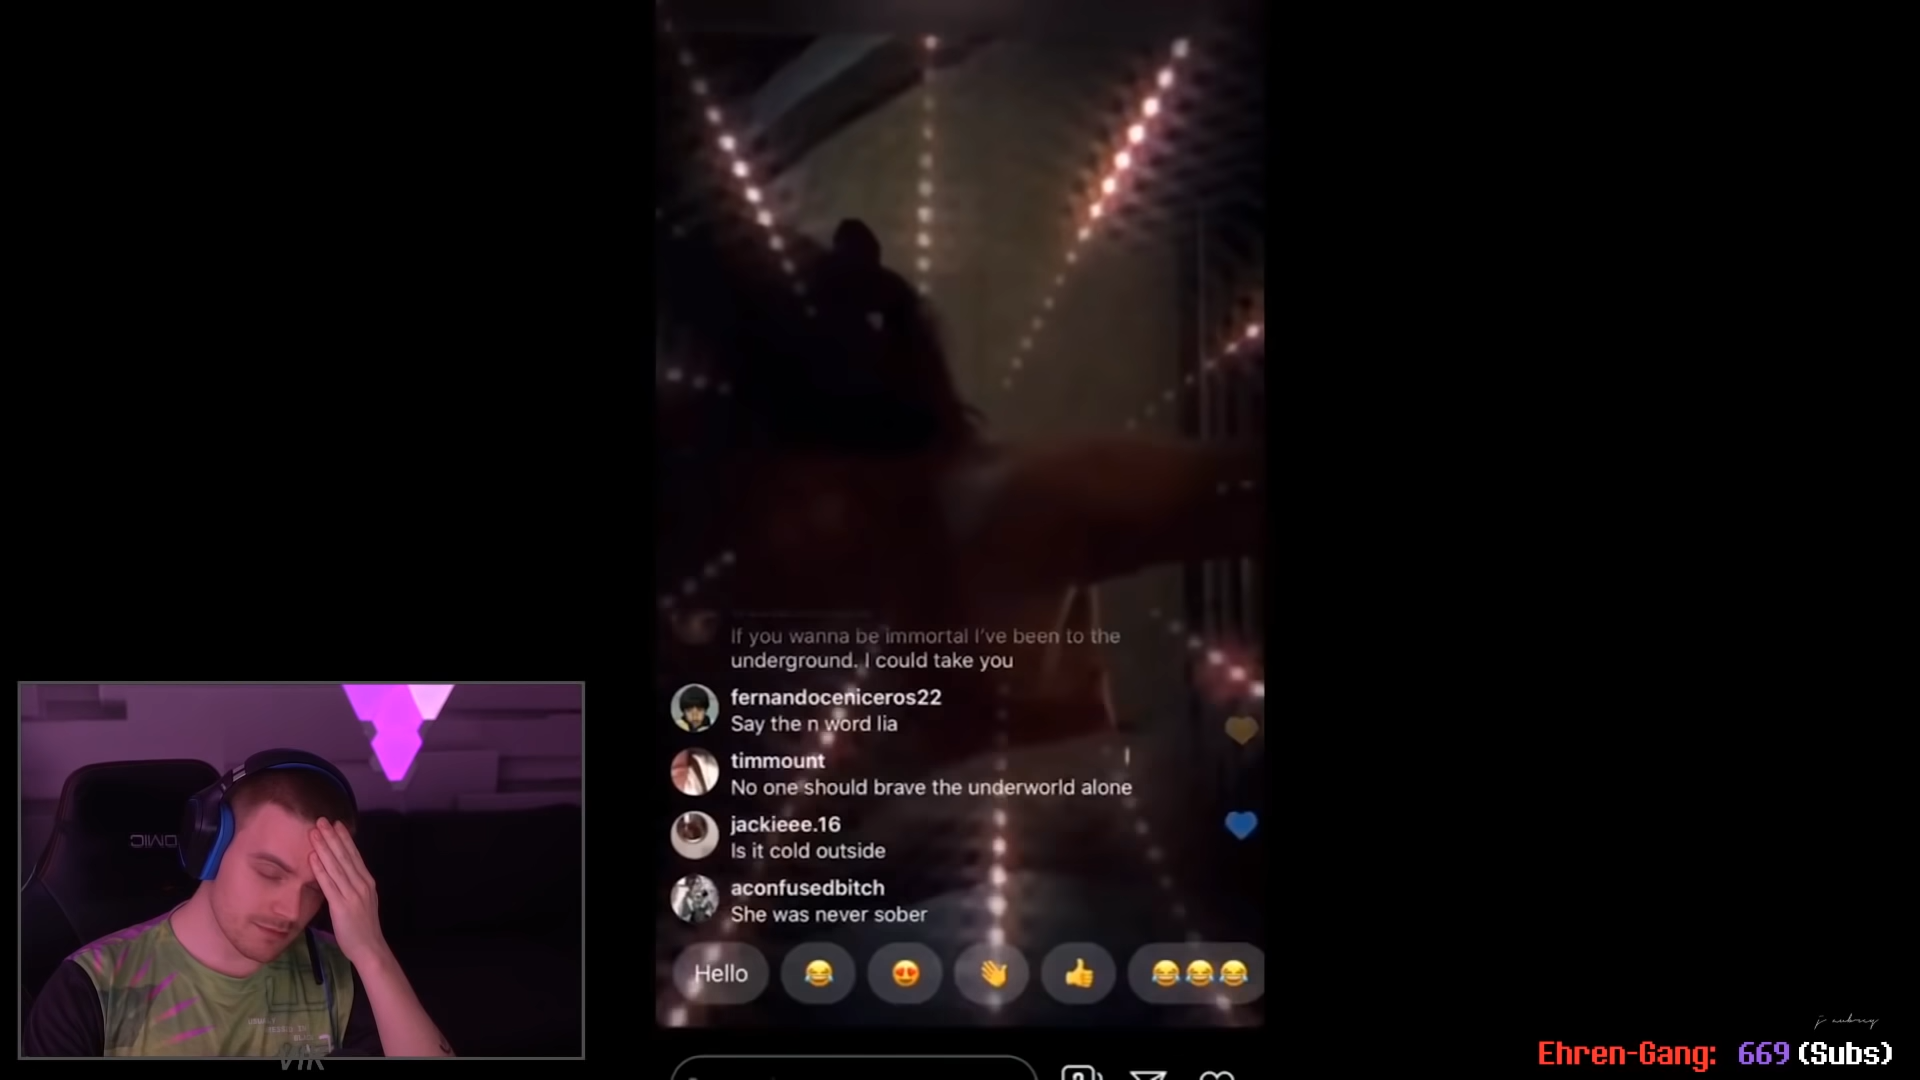 If you wanna be immortal I've been to the
underground. I could take you
fernandoceniceros22
Say the n word lia
timmount
No one should brave the underworld alone
jackieee.16
Is it cold outside
aconfusedbitch
She was never sober
Hello
j aubrey
Ehren-Gang: 669 (Subs)